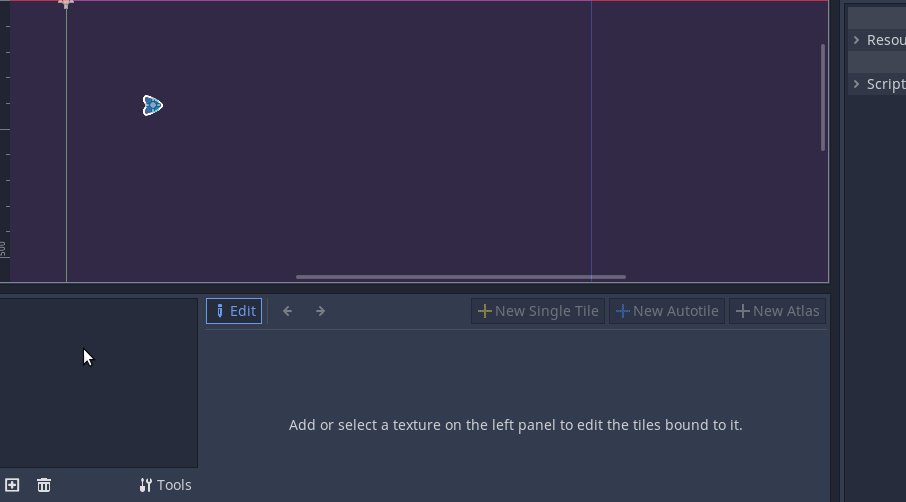 Resou
Script
500
Edit
New Single Tile
New Autotile
New Atlas
Add or select a texture on the left panel to edit the tiles bound to it.
Tools